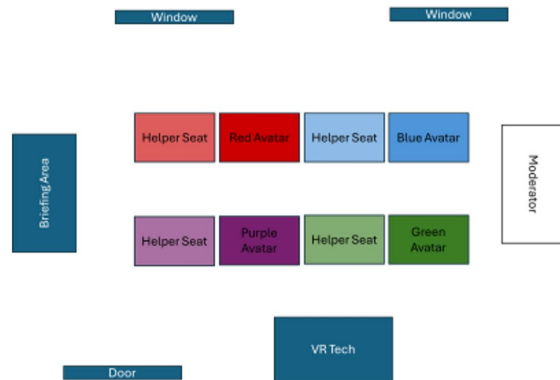 Window
Window
Helper Seat
Red Avatar
Helper Seat
Blue Avatar
Briefing Area
Moderator
Helper Seat
Purple
Avatar
Helper Seat
Green
Avatar
VR Tech
Door